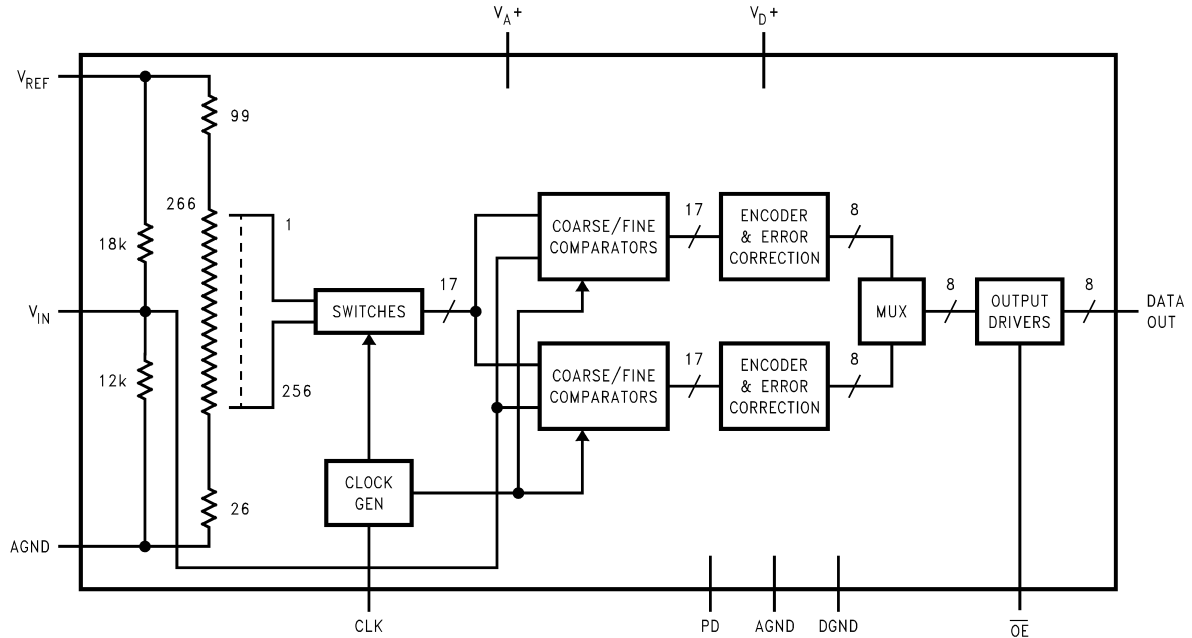 VA+
VD+
VREF
99
266
1
18k
17
COARSE/FINE
COMPARATORS
17
ENCODER
& ERROR
CORRECTION
8
VIN
SWITCHES
MUX
8
OUTPUT
DRIVERS
8
DATA
OUT
12k
256
COARSE/FINE
COMPARATORS
17
ENCODER
& ERROR
CORRECTION
8
CLOCK
GEN
26
AGND
CLK
PD
AGND
DGND
OE